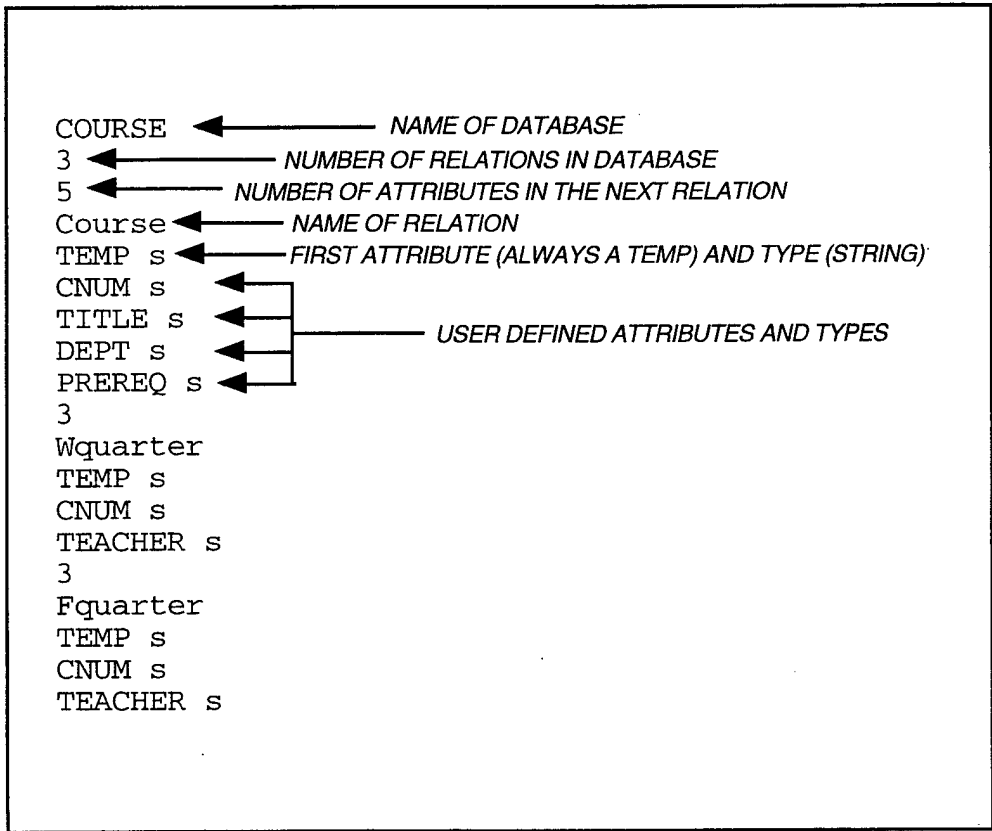 COURSE NAME OF DATABASE
3 NUMBER OF RELATIONS IN DATABASE
5 NUMBER OF ATTRIBUTES IN THE NEXT RELATION
Course NAME OF RELATION
TEMP s FIRST ATTRIBUTE (ALWAYS A TEMP) AND TYPE (STRING)
CNUM s
TITLE s
USER DEFINED ATTRIBUTES AND TYPES
DEPT s
PREREQ s
3
Wquarter
TEMP s
CNUM s
TEACHER s
3
Fquarter
TEMP s
CNUM s
TEACHER s